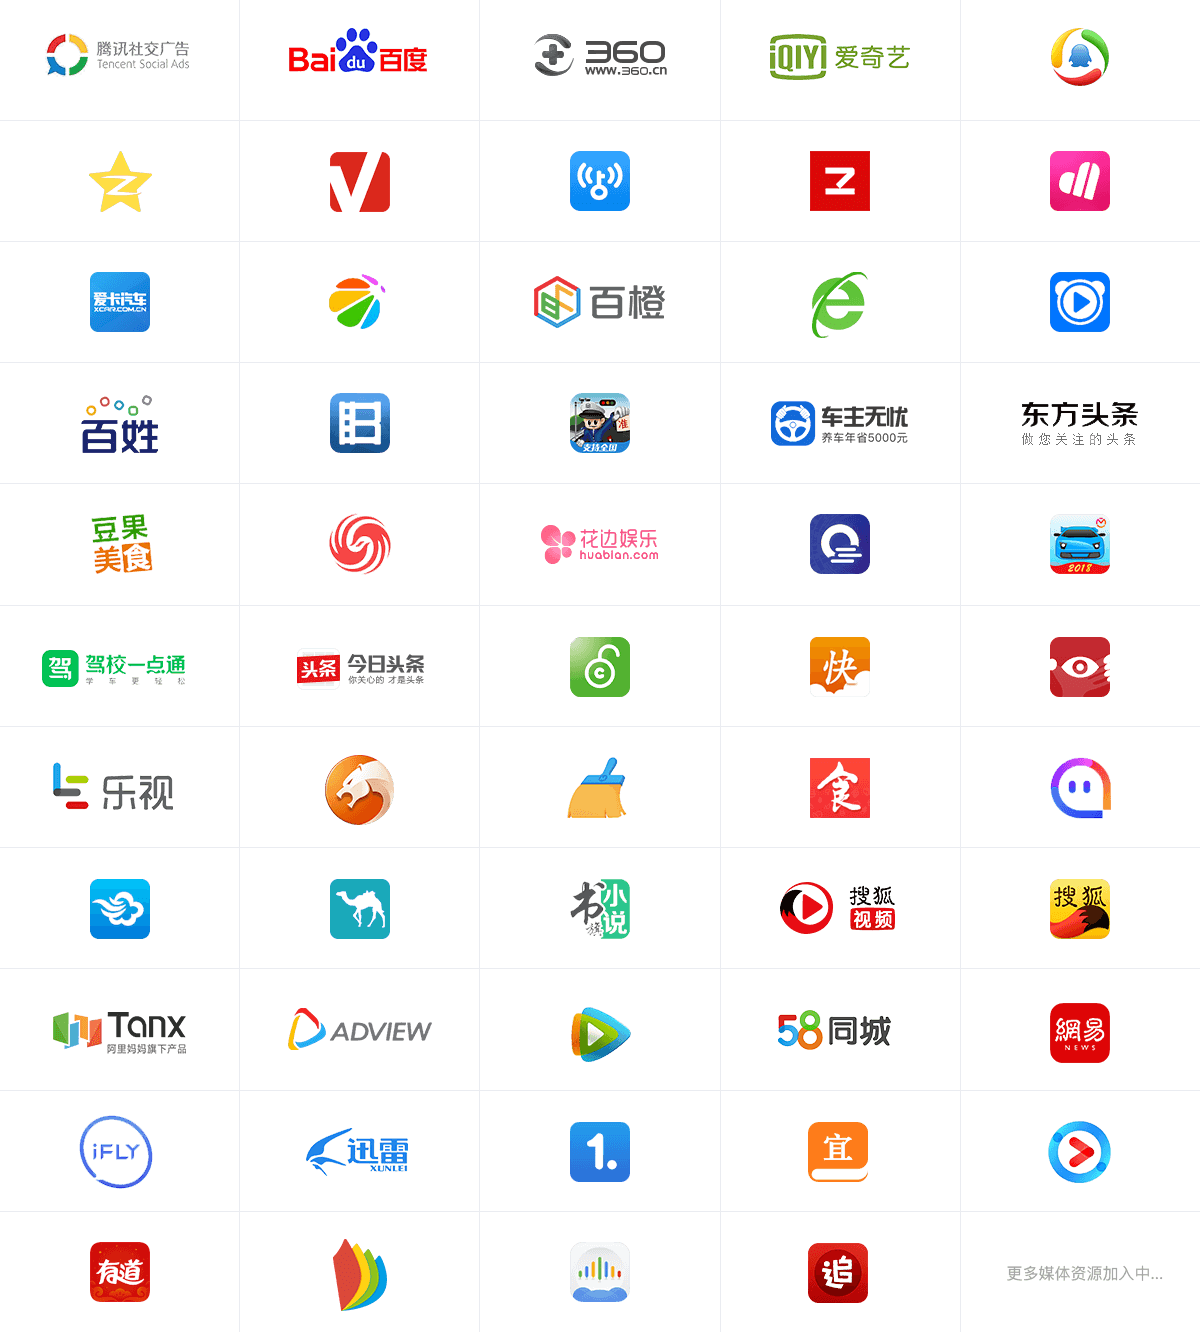 腾讯社交广告
Tencent Social Ads
Bai du 百度
360
www.360.cn
iQIYI 爱奇艺
爱卡汽车
XCAR.COM.CN
百橙
百姓
准
支持全国
车主无忧
养车年省5000元
东方头条
做您关注的头条
豆果
美食
花边娱乐
huabian.com
2018
驾 驾校一点通
学车更轻松
头条 今日头条
你关心的 才是头条
快
乐视
食
书旗小说
搜狐
视频
搜狐
Tanx
阿里妈妈旗下产品
ADVIEW
58同城
網易
NEWS
iFLY
迅雷
XUNLEI
1.
宜
有道
追
更多媒体资源加入中...